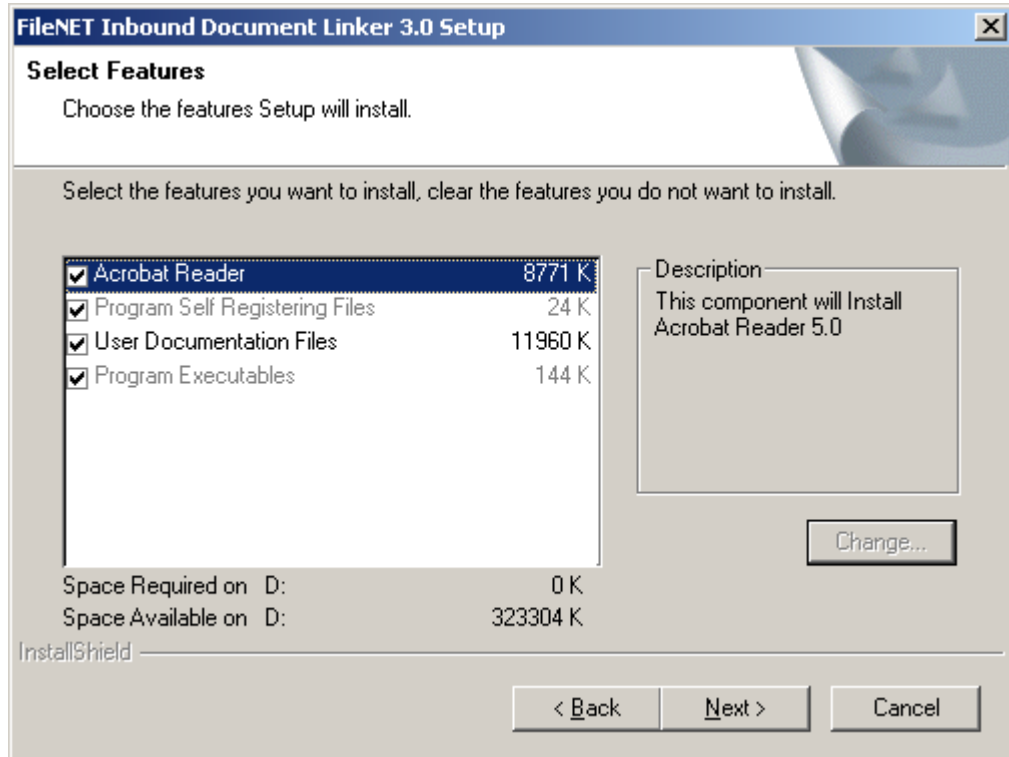 FileNET Inbound Document Linker 3.0 Setup
Select Features
Choose the features Setup will install.
Select the features you want to install, clear the features you do not want to install.
Acrobat Reader 8771 K
Program Self Registering Files 24 K
User Documentation Files 11960 K
Program Executables 144 K
Description
This component will Install
Acrobat Reader 5.0
Change...
Space Required on D: 0 K
Space Available on D: 323304 K
InstallShield
< Back Next > Cancel